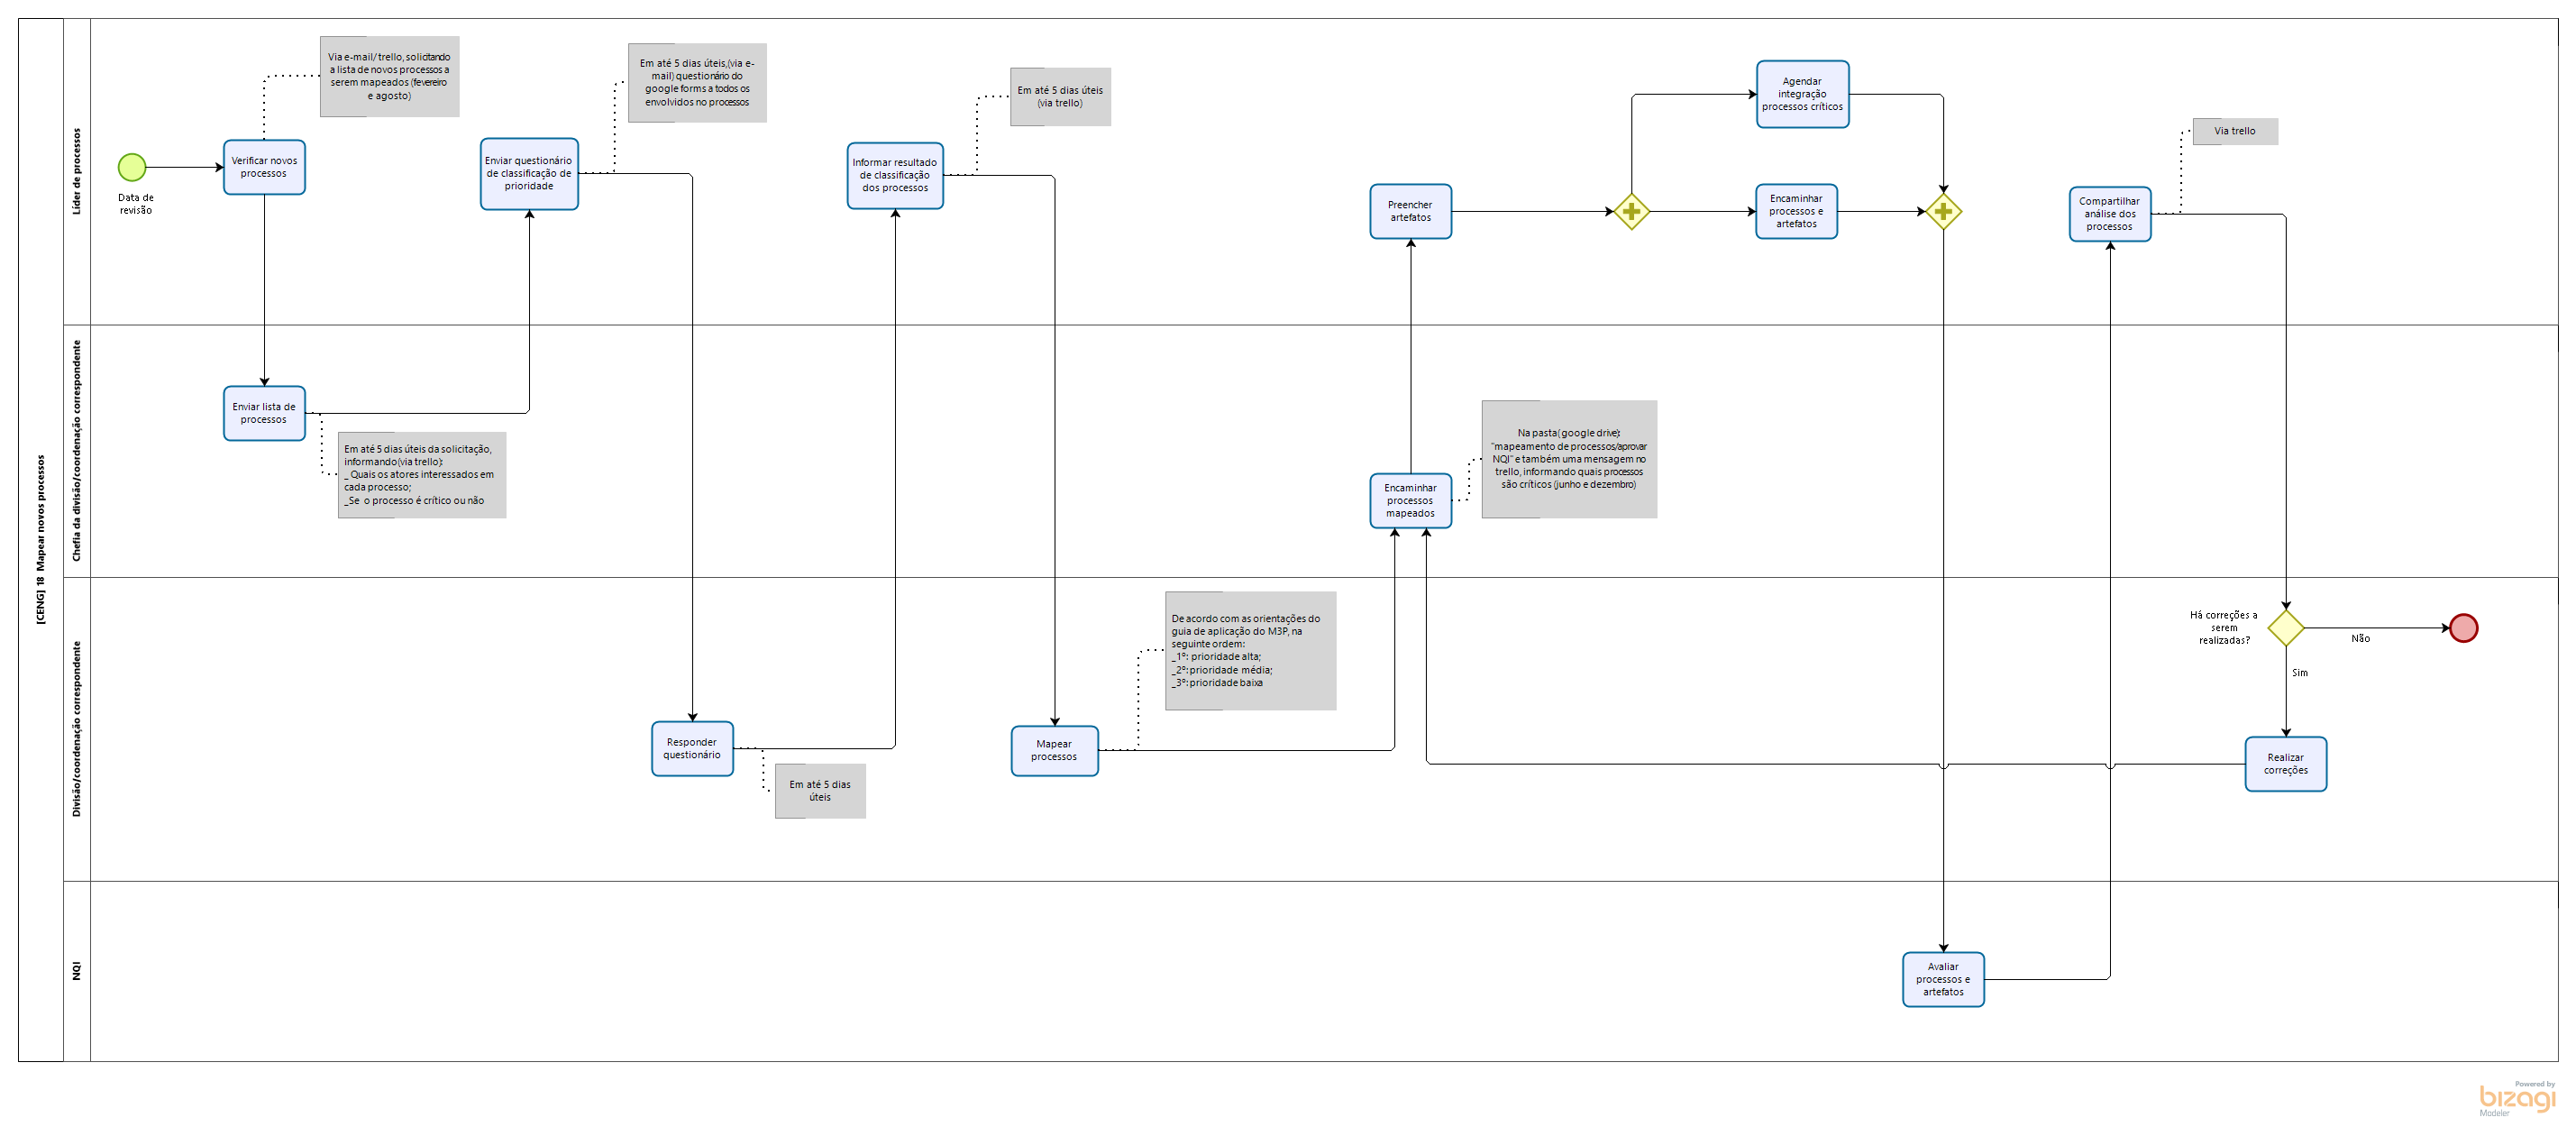 [CENG] 18 Mapear novos processos
Líder de processos
Data de
revisão
Verificar novos
processos
Via e-mail/ trello, solicitando
a lista de novos processos a
serem mapeados (fevereiro
e agosto)
Enviar questionário
de classificação de
prioridade
Em até 5 dias úteis,(via e-
mail) questionário do
google forms a todos os
envolvidos no processos
Informar resultado
de classificação
dos processos
Em até 5 dias úteis
(via trello)
Preencher
artefatos
Agendar
integração
processos críticos
Encaminhar
processos e
artefatos
Compartilhar
análise dos
processos
Via trello
Chefia da divisão/coordenação correspondente
Enviar lista de
processos
Em até 5 dias úteis da solicitação,
informando(via trello):
_ Quais os atores interessados em
cada processo;
_Se o processo é crítico ou não
Encaminhar
processos
mapeados
Na pasta( google drive):
"mapeamento de processos/aprovar
NQI" e também uma mensagem no
trello, informando quais processos
são críticos (junho e dezembro)
Divisão/coordenação correspondente
Responder
questionário
Em até 5 dias
úteis
Mapear
processos
De acordo com as orientações do
guia de aplicação do M3P, na
seguinte ordem:
_1º: prioridade alta;
_2º: prioridade média;
_3º: prioridade baixa
Há correções a
serem
realizadas?
Não
Sim
Realizar
correções
NQI
Avaliar
processos e
artefatos
Powered by
bizagi
Modeler